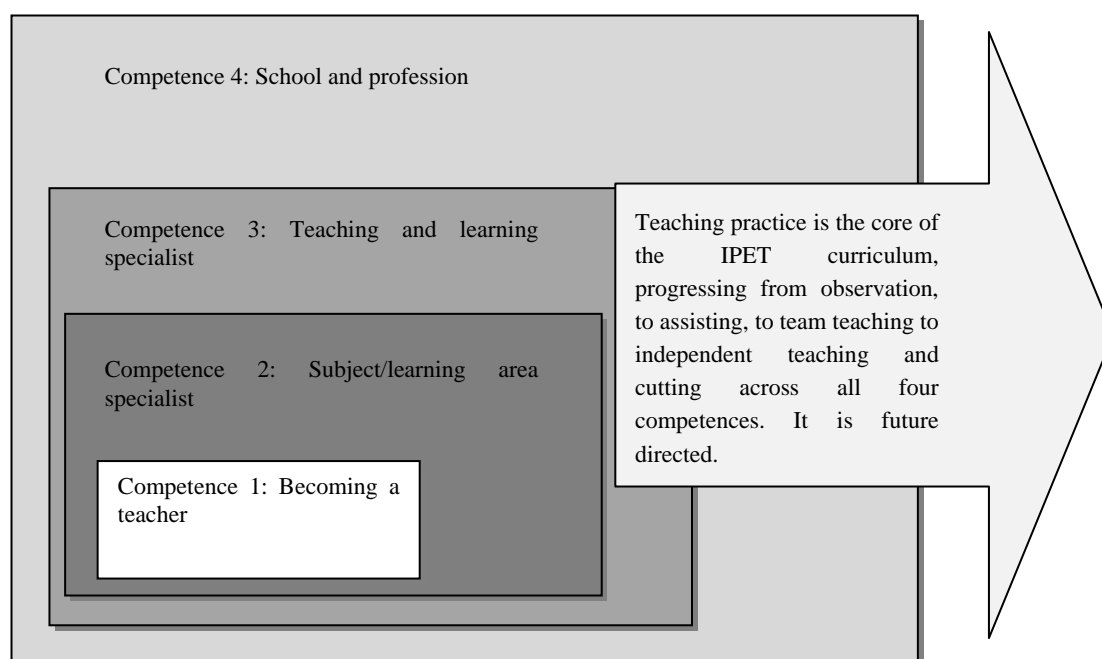 Competence 4: School and profession
Competence 3: Teaching and learning
specialist
Teaching practice is the core of
the IPET curriculum,
progressing from observation,
to assisting, to team teaching to
independent teaching and
cutting across all four
competences. It is future
directed.
Competence 2: Subject/learning area
specialist
Competence 1: Becoming a
teacher